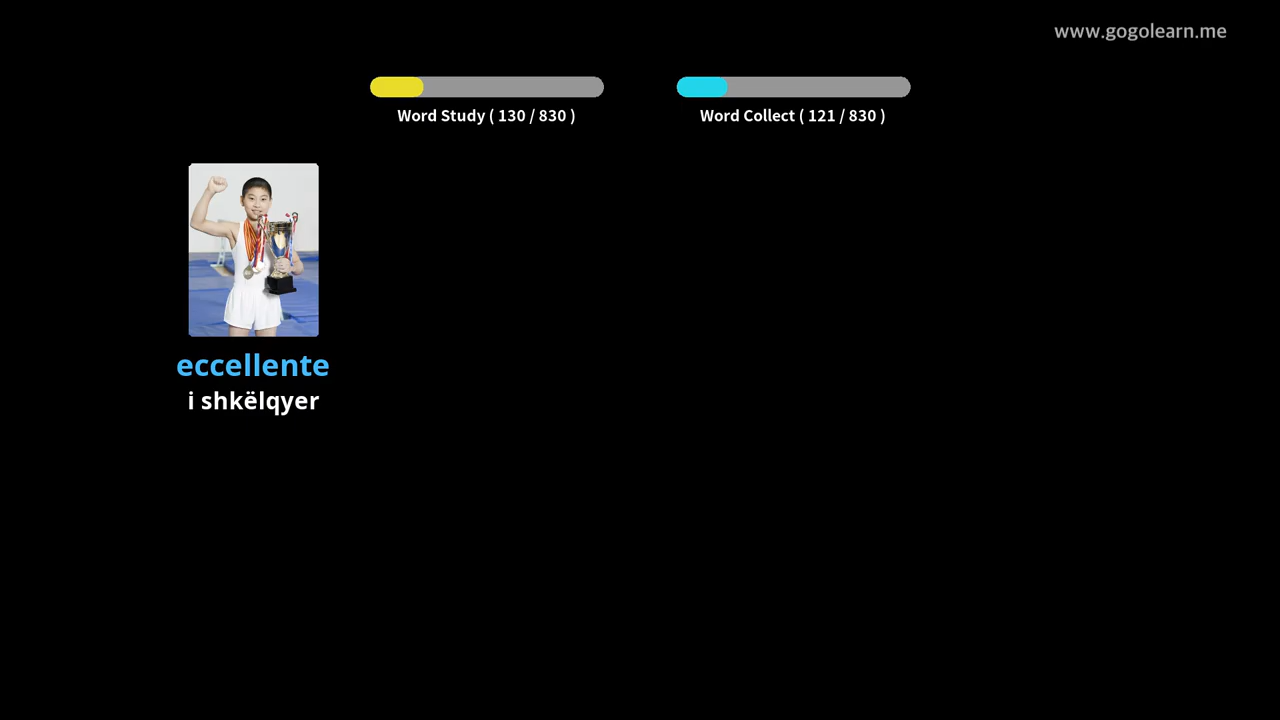 www.gogolearn.me
Word Study ( 130 / 830 )
Word Collect ( 121 / 830 )
eccellente
i shkëlqyer